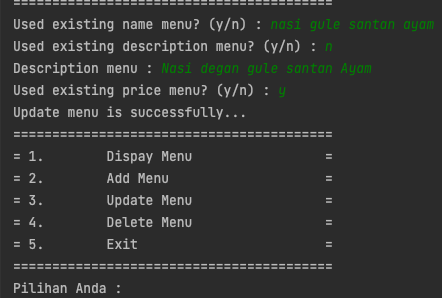 =========================================
Used existing name menu? (y/n) : nasi gule santan ayam
Used existing description menu? (y/n) : n
Description menu : Nasi degan gule santan Ayam
Used existing price menu? (y/n) : y
Update menu is successfully...
=========================================
= 1.        Dispay Menu                 =
= 2.        Add Menu                    =
= 3.        Update Menu                 =
= 4.        Delete Menu                 =
= 5.        Exit                        =
=========================================
Pilihan Anda :